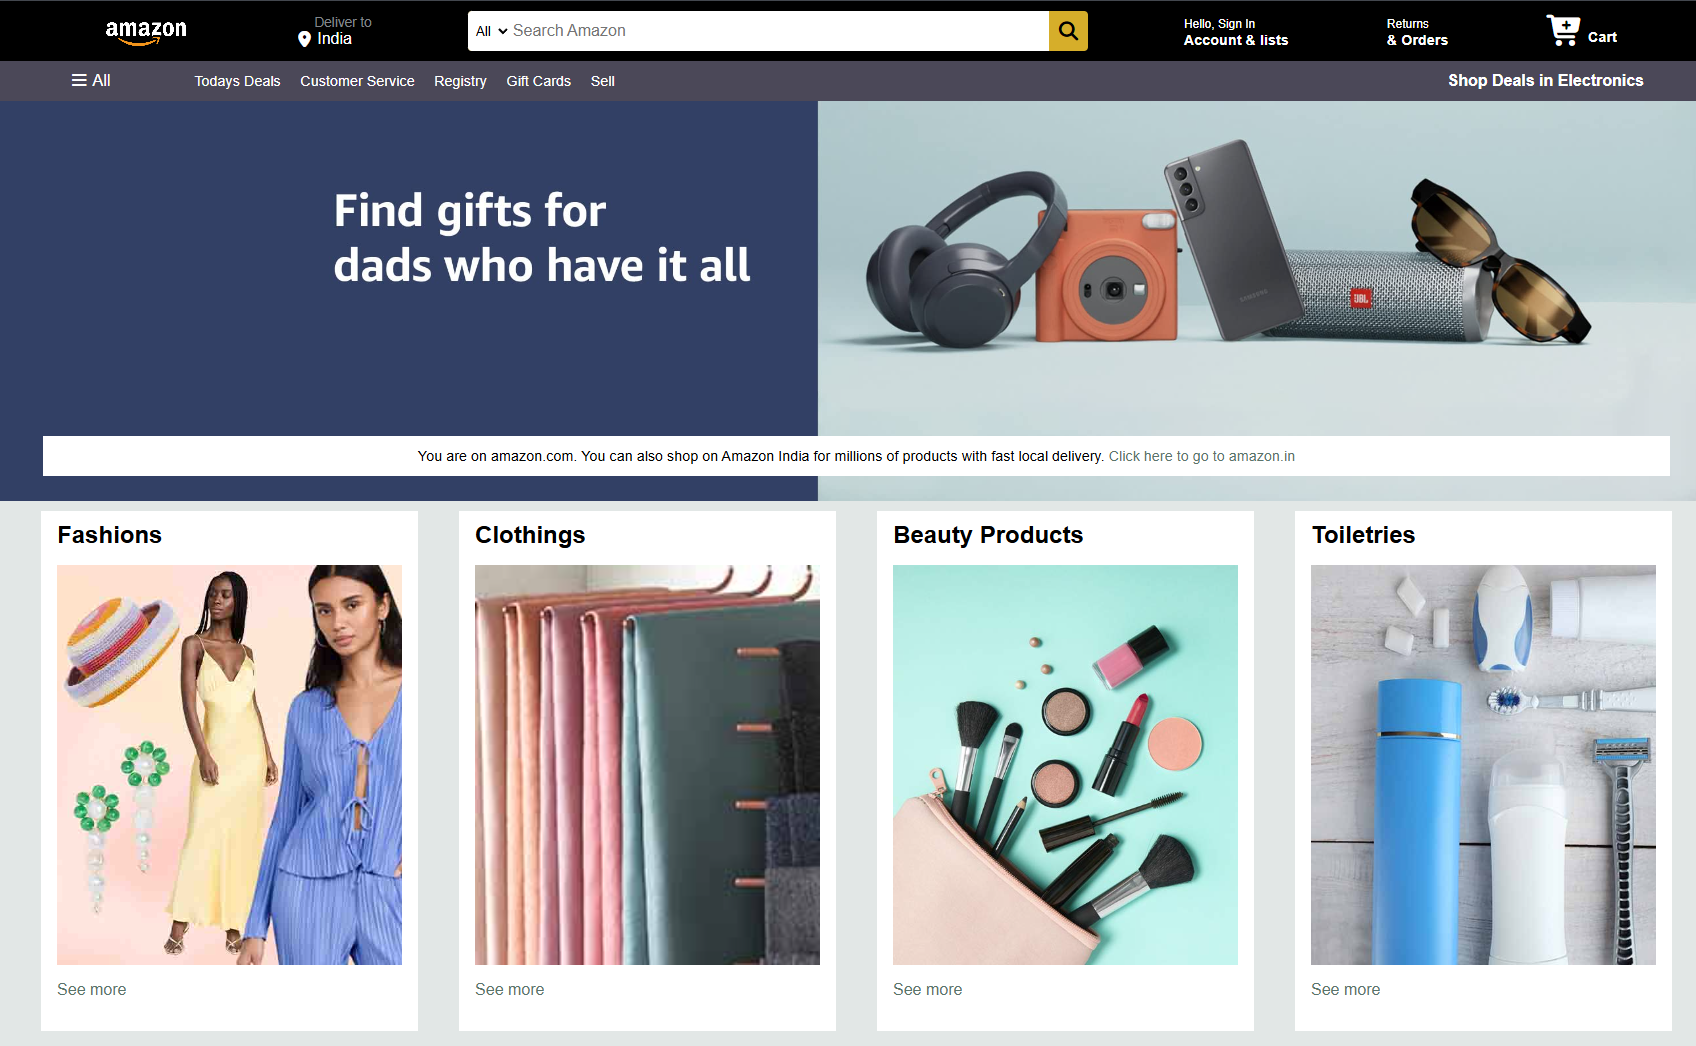 amazon
Deliver to
India
All Search Amazon
Hello, Sign In
Account & lists
Returns
& Orders
Cart
All
Todays Deals Customer Service Registry Gift Cards Sell
Shop Deals in Electronics
Find gifts for
dads who have it all
SAMSUNG
JBL
You are on amazon.com. You can also shop on Amazon India for millions of products with fast local delivery. Click here to go to amazon.in
Fashions
Clothings
Beauty Products
Toiletries
See more
See more
See more
See more